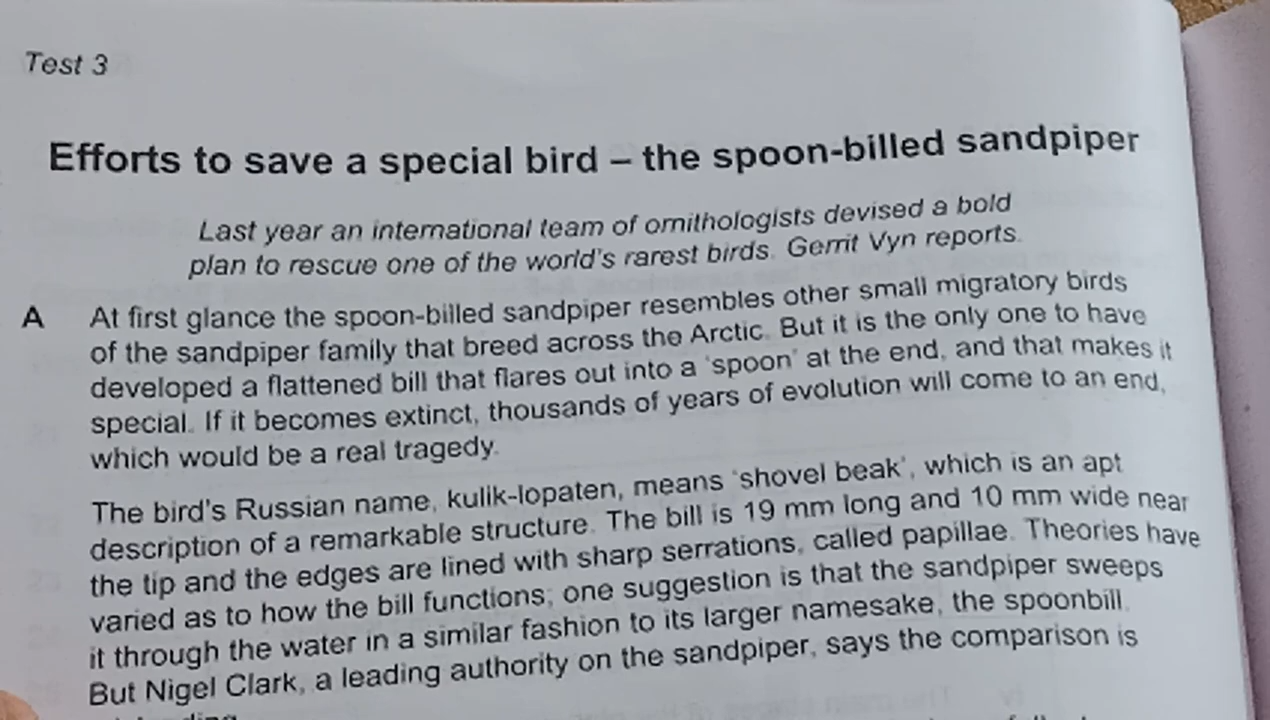 Test 3
Efforts to save a special bird – the spoon-billed sandpiper
Last year an international team of ornithologists devised a bold
plan to rescue one of the world's rarest birds. Gerrit Vyn reports.
A At first glance the spoon-billed sandpiper resembles other small migratory birds
of the sandpiper family that breed across the Arctic. But it is the only one to have
developed a flattened bill that flares out into a 'spoon' at the end, and that makes it
special. If it becomes extinct, thousands of years of evolution will come to an end,
which would be a real tragedy.
The bird's Russian name, kulik-lopaten, means 'shovel beak', which is an apt
description of a remarkable structure. The bill is 19 mm long and 10 mm wide near
the tip and the edges are lined with sharp serrations, called papillae. Theories have
varied as to how the bill functions; one suggestion is that the sandpiper sweeps
it through the water in a similar fashion to its larger namesake, the spoonbill.
But Nigel Clark, a leading authority on the sandpiper, says the comparison is